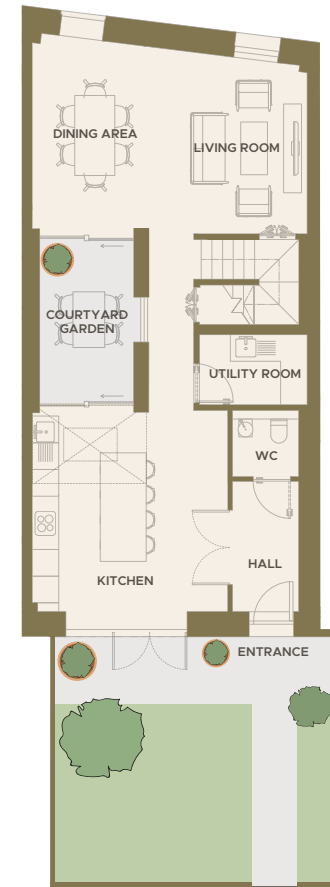 DINING AREA
LIVING ROOM
COURTYARD
GARDEN
UTILITY ROOM
WC
HALL
KITCHEN
ENTRANCE